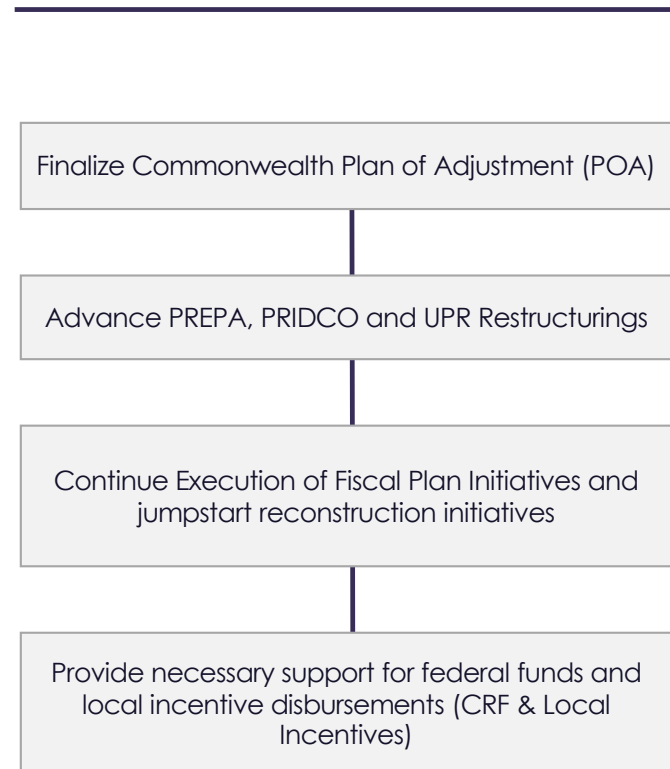 Finalize Commonwealth Plan of Adjustment (POA)
Advance PREPA, PRIDCO and UPR Restructurings
Continue Execution of Fiscal Plan Initiatives and
jumpstart reconstruction initiatives
Provide necessary support for federal funds and
local incentive disbursements (CRF & Local
Incentives)